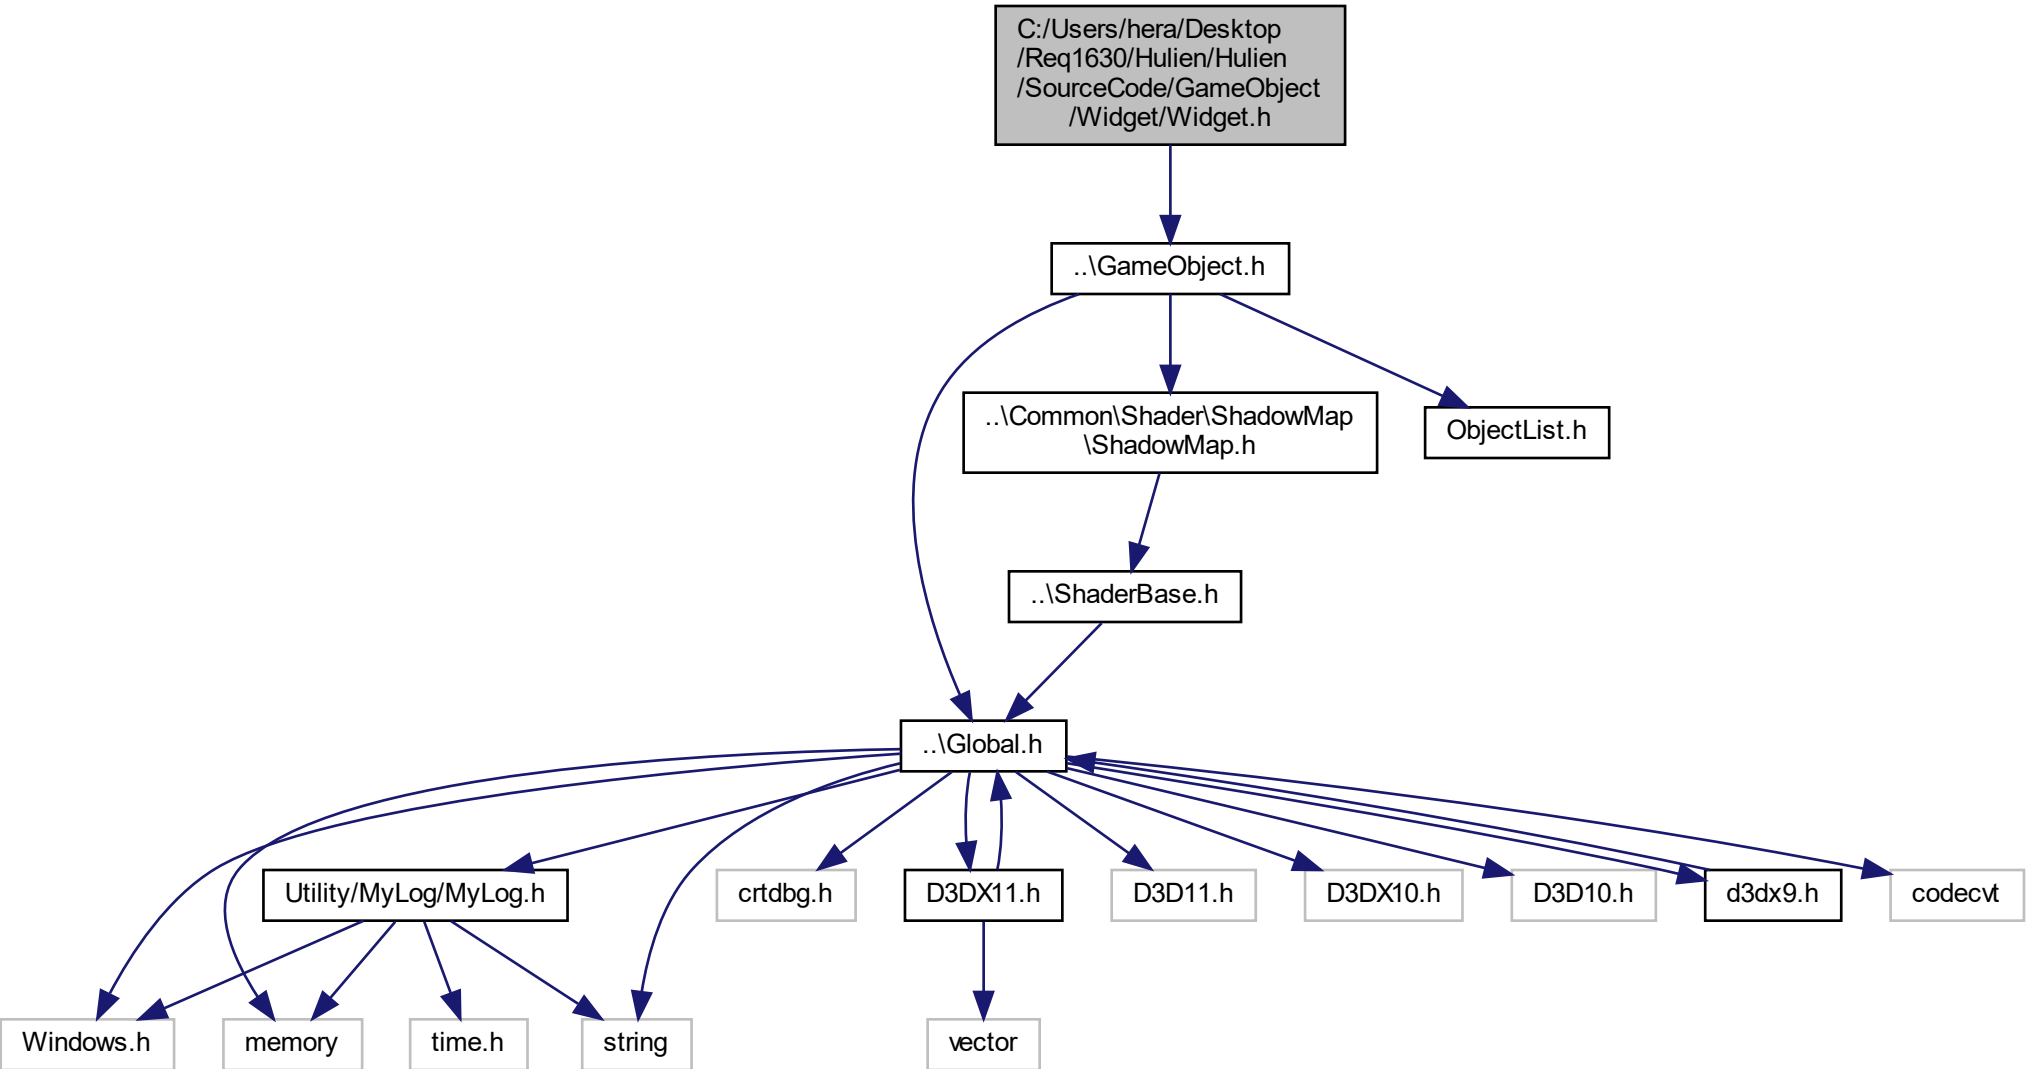 C:/Users/hera/Desktop
/Req1630/Hulien/Hulien
/SourceCode/GameObject
/Widget/Widget.h
..\GameObject.h
..\Common\Shader\ShadowMap
\ShadowMap.h
ObjectList.h
..\ShaderBase.h
..\Global.h
Utility/MyLog/MyLog.h
crtdbg.h
D3DX11.h
D3D11.h
D3DX10.h
D3D10.h
d3dx9.h
codecvt
Windows.h
memory
time.h
string
vector